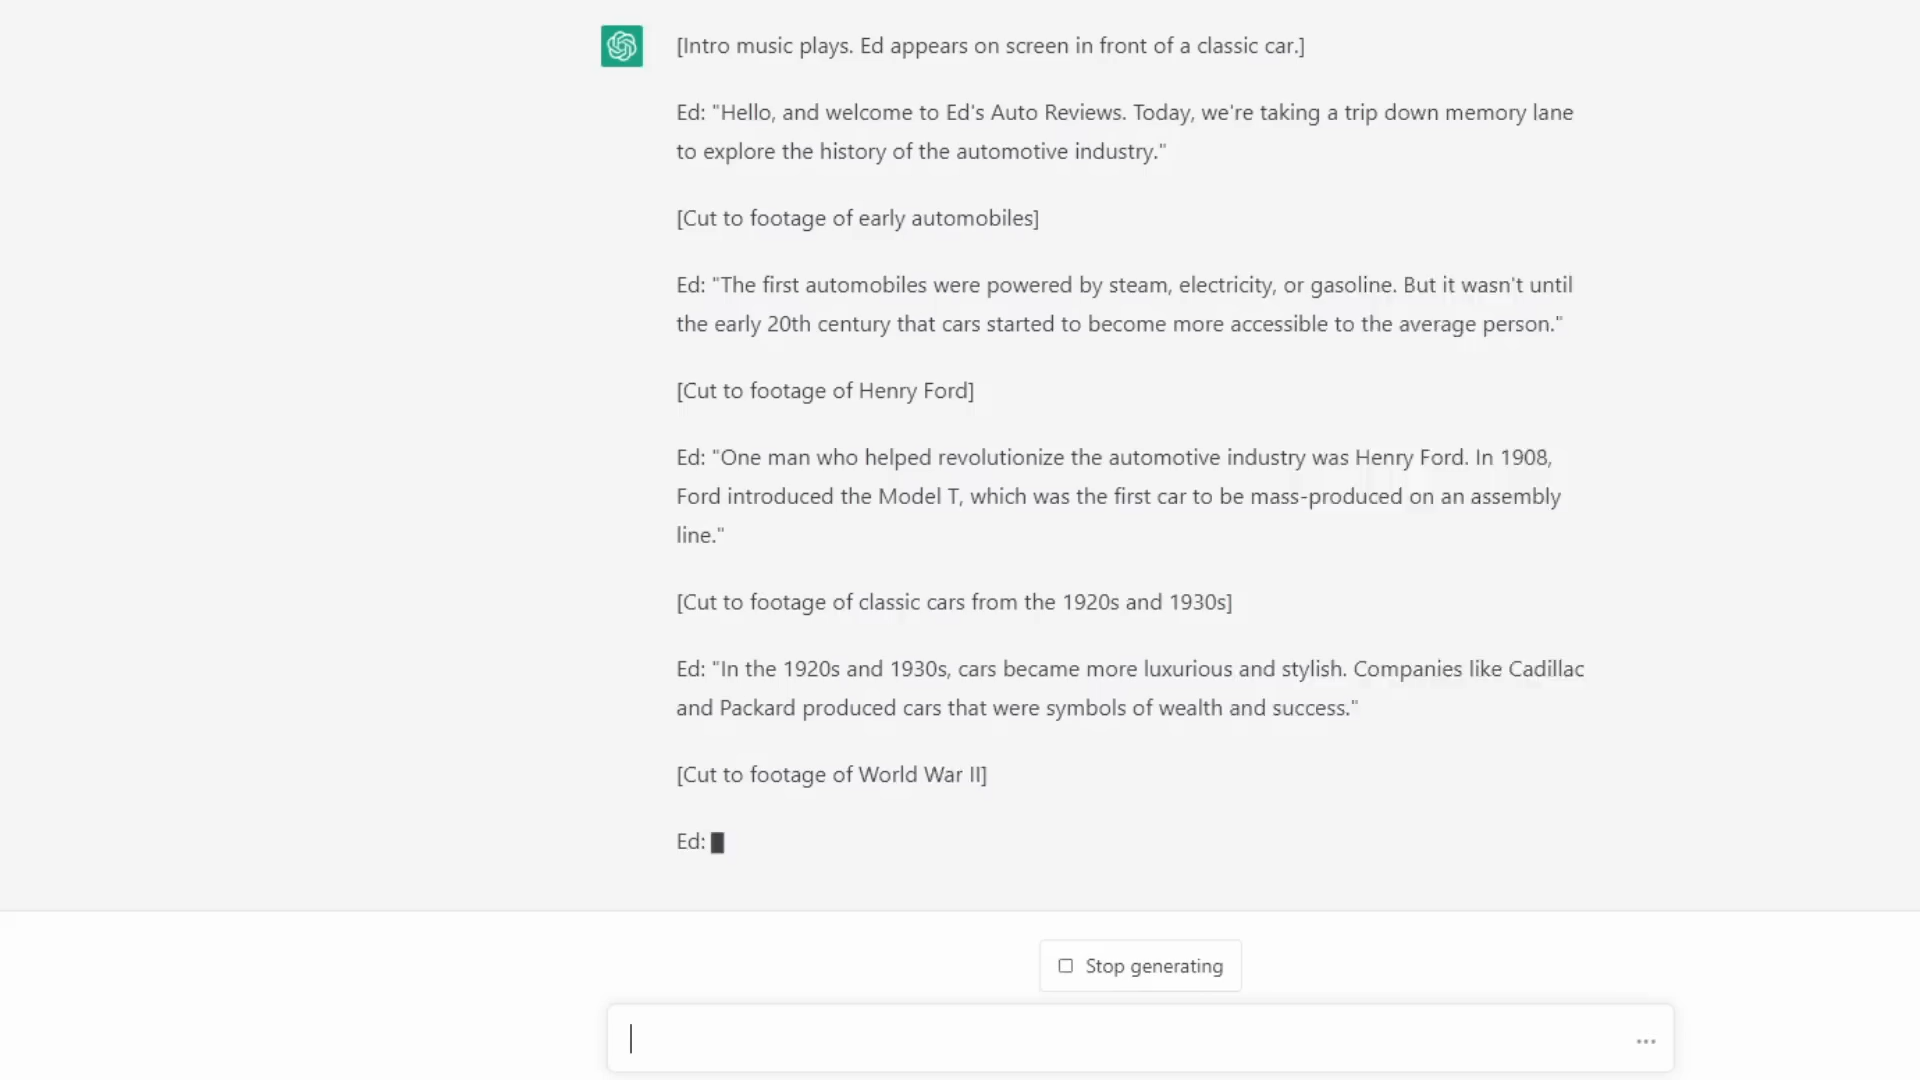 [Intro music plays. Ed appears on screen in front of a classic car.]
Ed: "Hello, and welcome to Ed's Auto Reviews. Today, we're taking a trip down memory lane
to explore the history of the automotive industry."
[Cut to footage of early automobiles]
Ed: "The first automobiles were powered by steam, electricity, or gasoline. But it wasn't until
the early 20th century that cars started to become more accessible to the average person."
[Cut to footage of Henry Ford]
Ed: "One man who helped revolutionize the automotive industry was Henry Ford. In 1908,
Ford introduced the Model T, which was the first car to be mass-produced on an assembly
line."
[Cut to footage of classic cars from the 1920s and 1930s]
Ed: "In the 1920s and 1930s, cars became more luxurious and stylish. Companies like Cadillac
and Packard produced cars that were symbols of wealth and success."
[Cut to footage of World War II]
Ed:
Stop generating